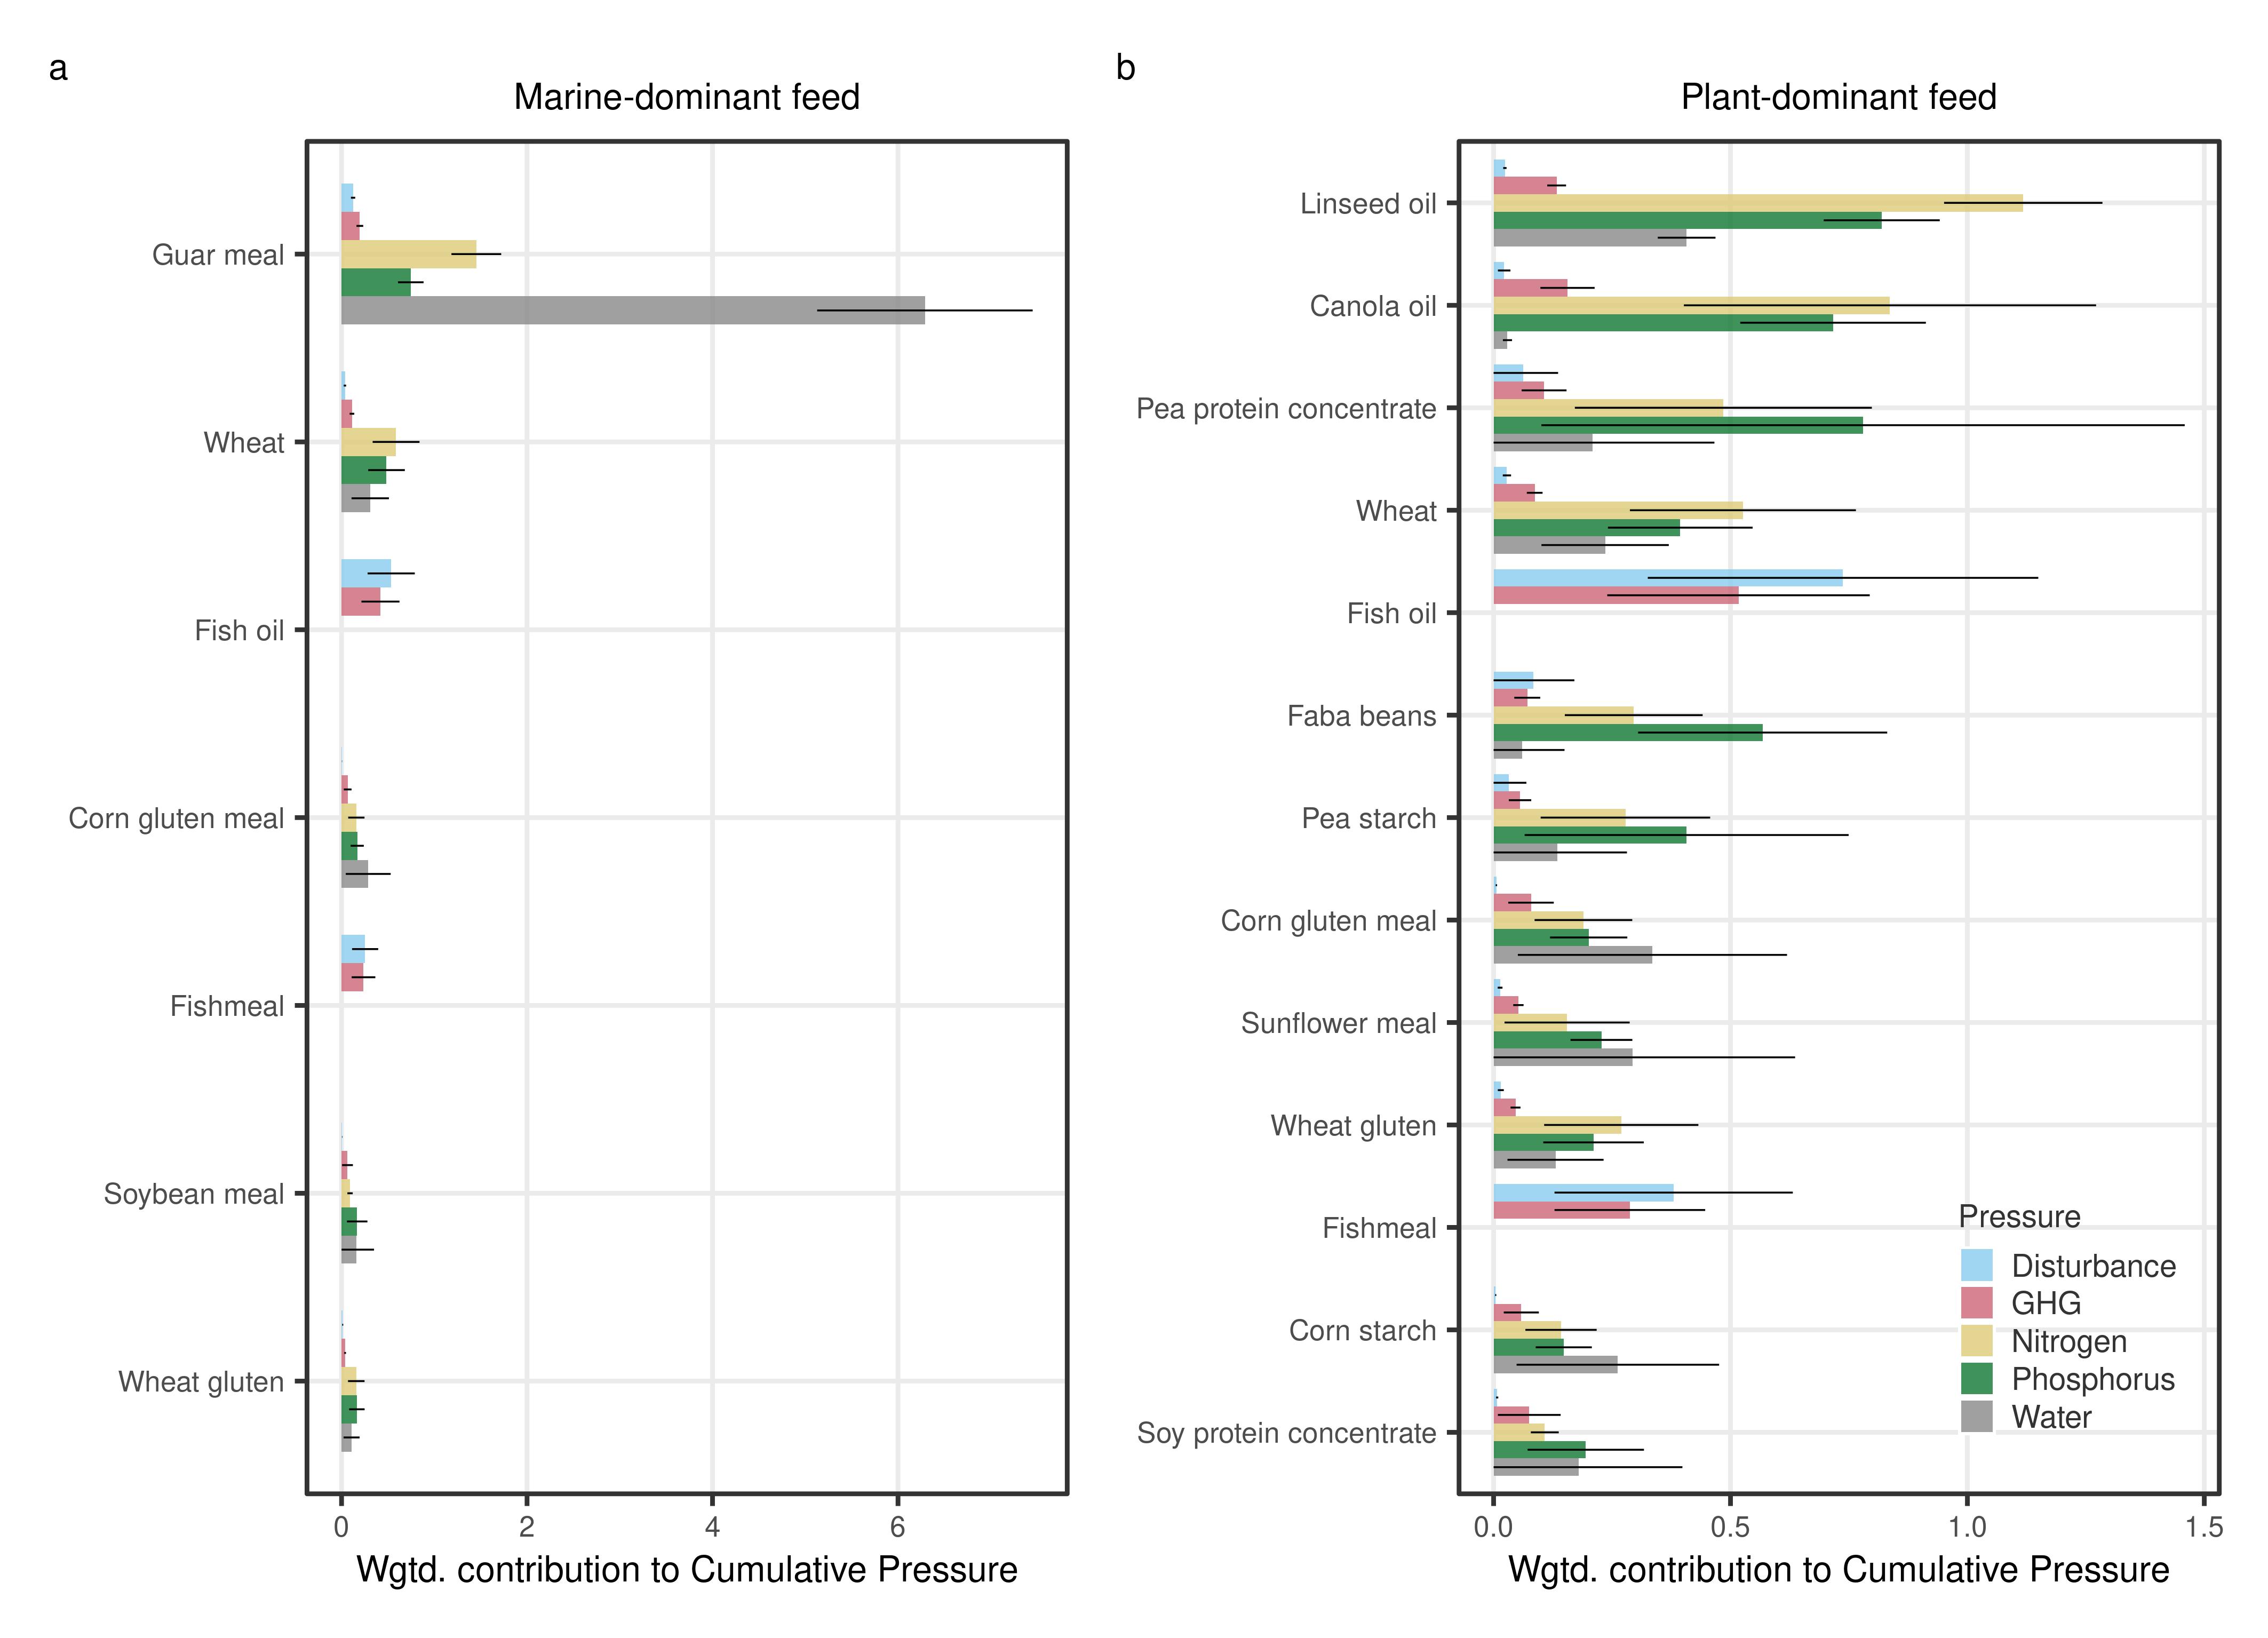 a
Marine-dominant feed
Guar meal
Wheat
Fish oil
Corn gluten meal
Fishmeal
Soybean meal
Wheat gluten
0 2 4 6
Wgtd. contribution to Cumulative Pressure
b
Plant-dominant feed
Linseed oil
Canola oil
Pea protein concentrate
Wheat
Fish oil
Faba beans
Pea starch
Corn gluten meal
Sunflower meal
Wheat gluten
Fishmeal
Corn starch
Soy protein concentrate
0.0 0.5 1.0 1.5
Wgtd. contribution to Cumulative Pressure
Pressure
Disturbance
GHG
Nitrogen
Phosphorus
Water